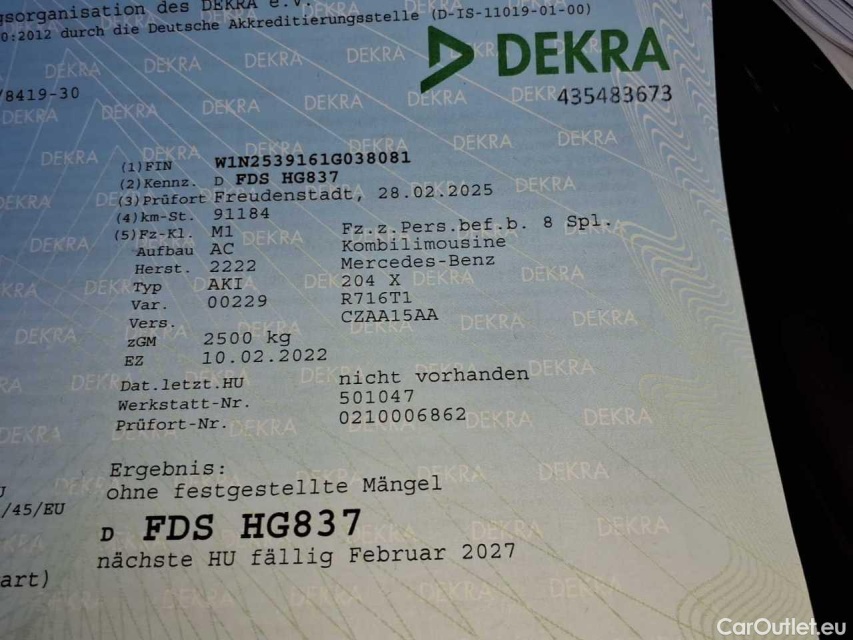 gsorganisation des DEKRA e.V.
0:2012 durch die Deutsche Akkreditierungsstelle (D-IS-11019-01-00)
DEKRA
/8419-30
435483673
(1)FIN W1N2539161G038081
(2)Kennz. D FDS HG837
(3)Prüfort Freudenstadt, 28.02.2025
(4)km-St. 91184
(5)Fz-Kl. M1 Fz.z.Pers.bef.b. 8 Spl.
Aufbau AC Kombilimousine
Herst. 2222 Mercedes-Benz
Typ AKI 204 X
Var. 00229 R716T1
Vers. CZAA15AA
zGM 2500 kg
EZ 10.02.2022
Dat.letzt.HU nicht vorhanden
Werkstatt-Nr. 501047
Prüfort-Nr. 0210006862
Ergebnis:
ohne festgestellte Mängel
/45/EU
D FDS HG837
nächste HU fällig Februar 2027
art)
CarOutlet.eu